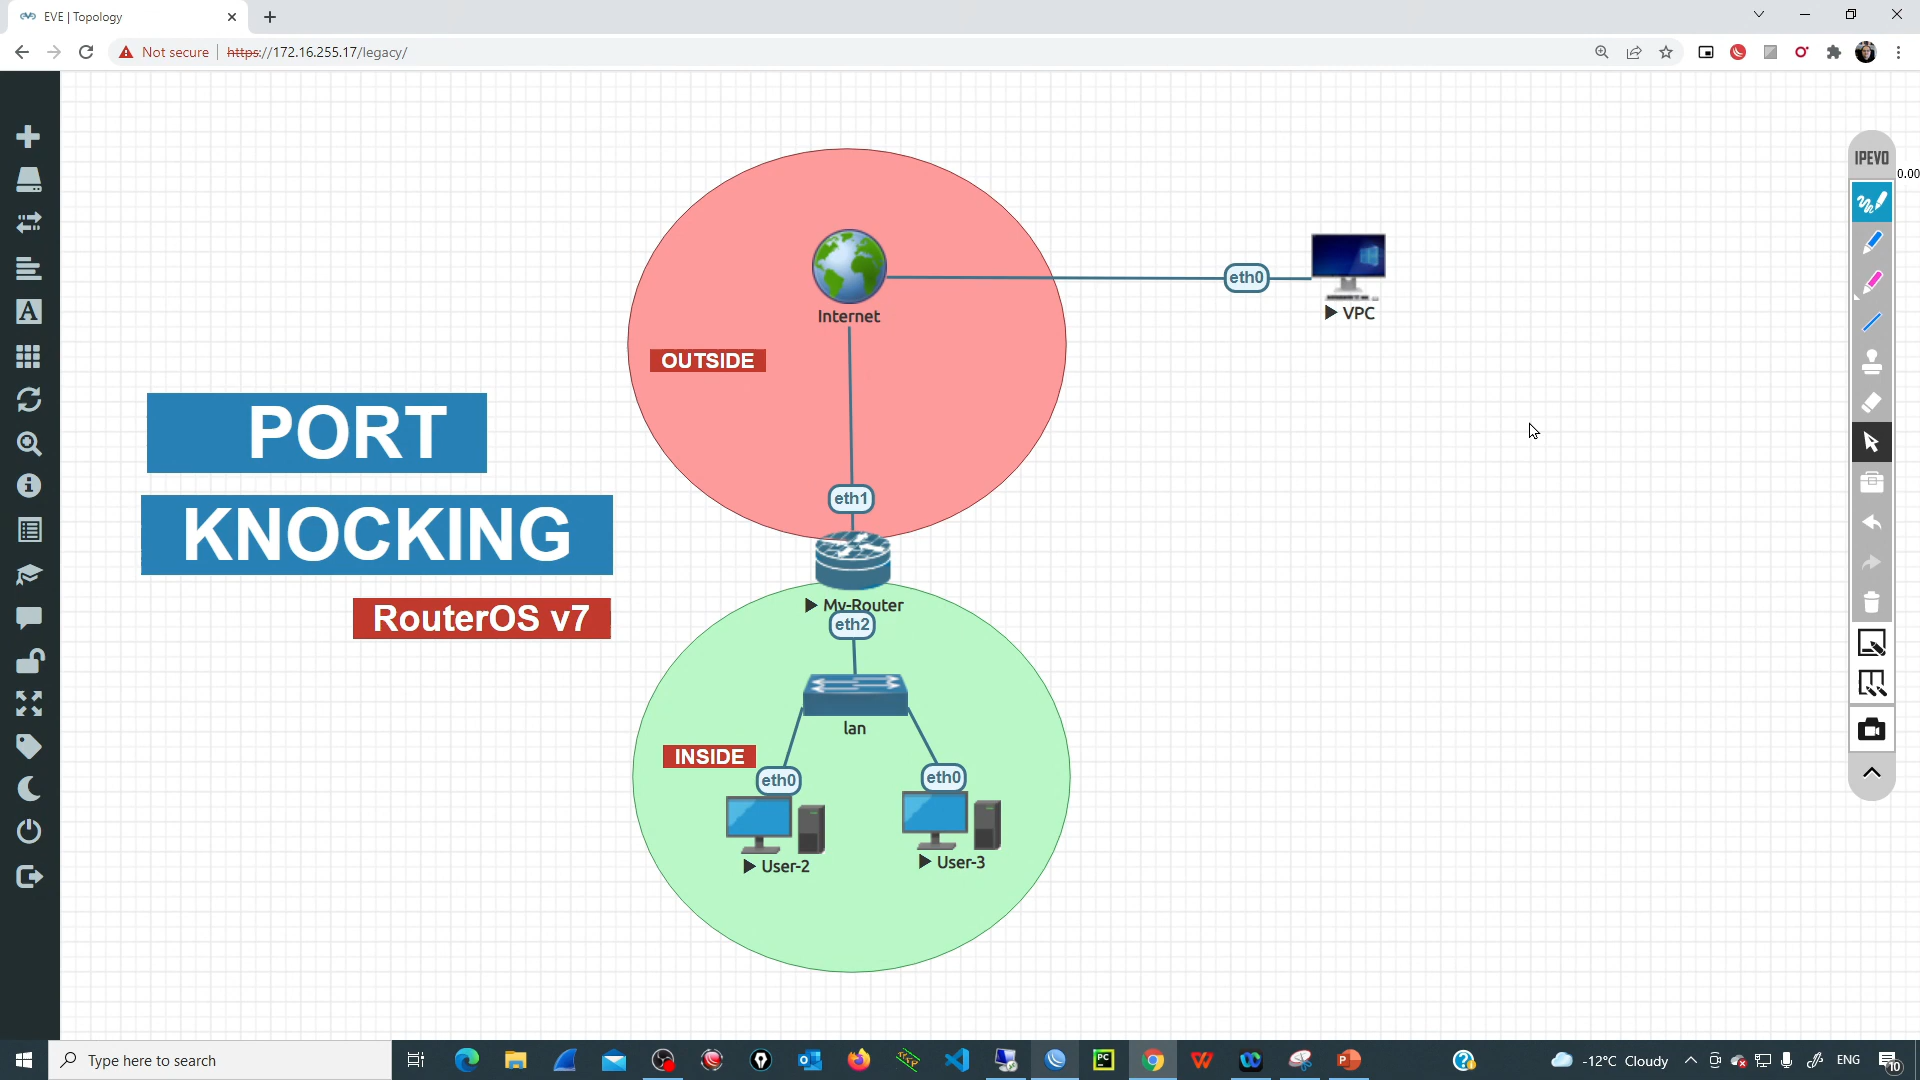 EVE | Topology
Not secure
https://172.16.255.17/legacy/
IPEVO
0.00
Internet
eth0
VPC
OUTSIDE
PORT
KNOCKING
RouterOS v7
eth1
My-Router
eth2
lan
INSIDE
eth0
eth0
User-2
User-3
Type here to search
-12°C Cloudy
ENG
10